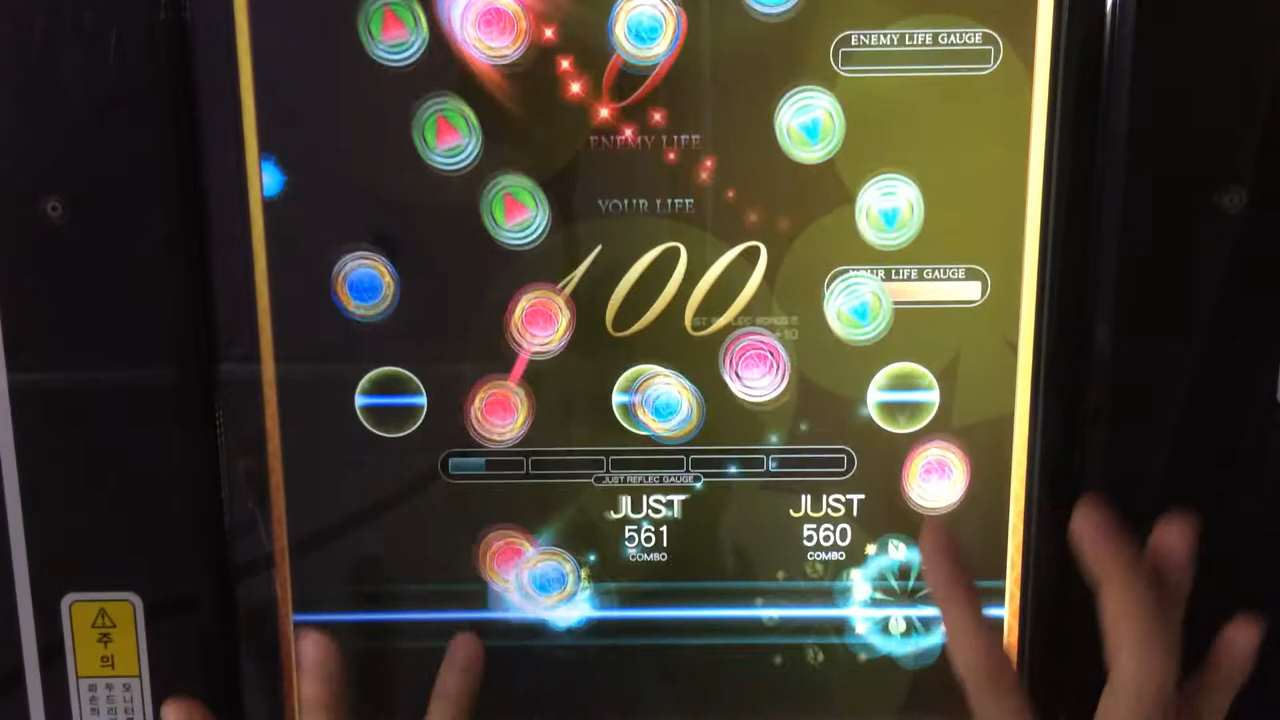 ENEMY LIFE GAUGE
ENEMY LIFE
YOUR LIFE
100
YOUR LIFE GAUGE
+10
JUST REFLEC GAUGE
JUST
561
COMBO
JUST
560
COMBO
주의